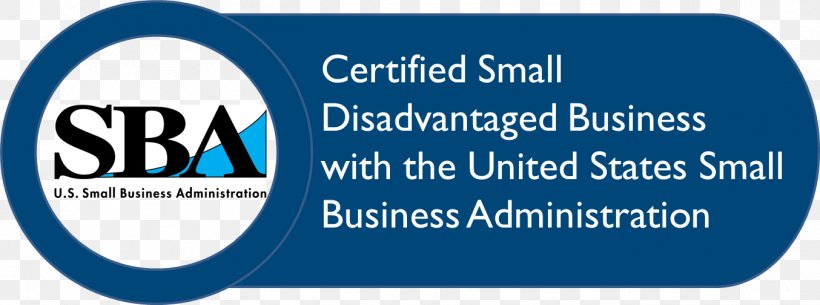 SBA
U.S. Small Business Administration
Certified Small
Disadvantaged Business
with the United States Small
Business Administration